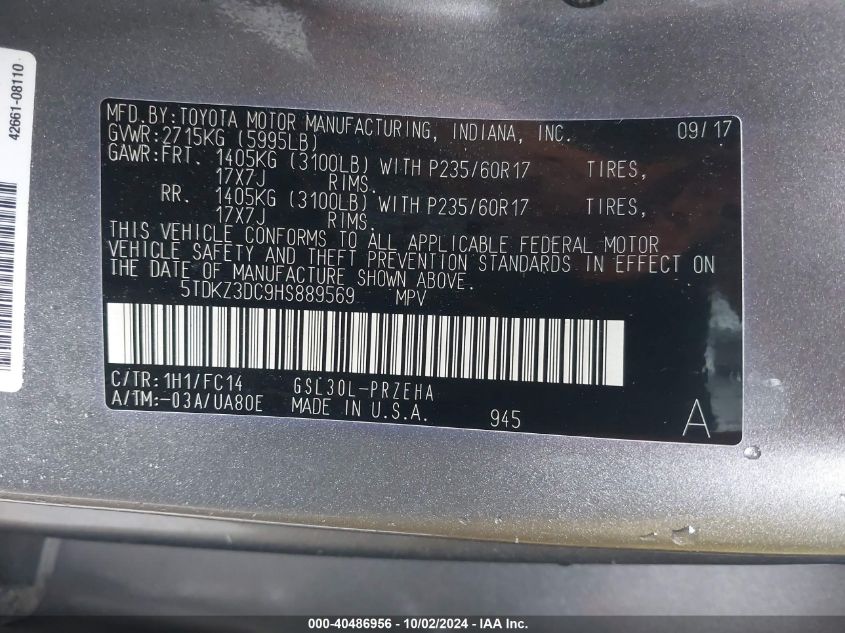 42661-08110
MFD.BY:TOYOTA MOTOR MANUFACTURING, INDIANA, INC. 09/17
GVWR:2715KG (5995LB)
GAWR:FRT. 1405KG (3100LB) WITH P235/60R17 TIRES,
17X7J RIMS.
RR. 1405KG (3100LB) WITH P235/60R17 TIRES,
17X7J RIMS.
THIS VEHICLE CONFORMS TO ALL APPLICABLE FEDERAL MOTOR
VEHICLE SAFETY AND THEFT PREVENTION STANDARDS IN EFFECT ON
THE DATE OF MANUFACTURE SHOWN ABOVE.
5TDKZ3DC9HS889569 MPV
C/TR:1H1/FC14 GSL30L-PRZEHA
A/TM:-03A/UA80E MADE IN U.S.A. 945 A
000-40486956 - 10/02/2024 - IAA Inc.